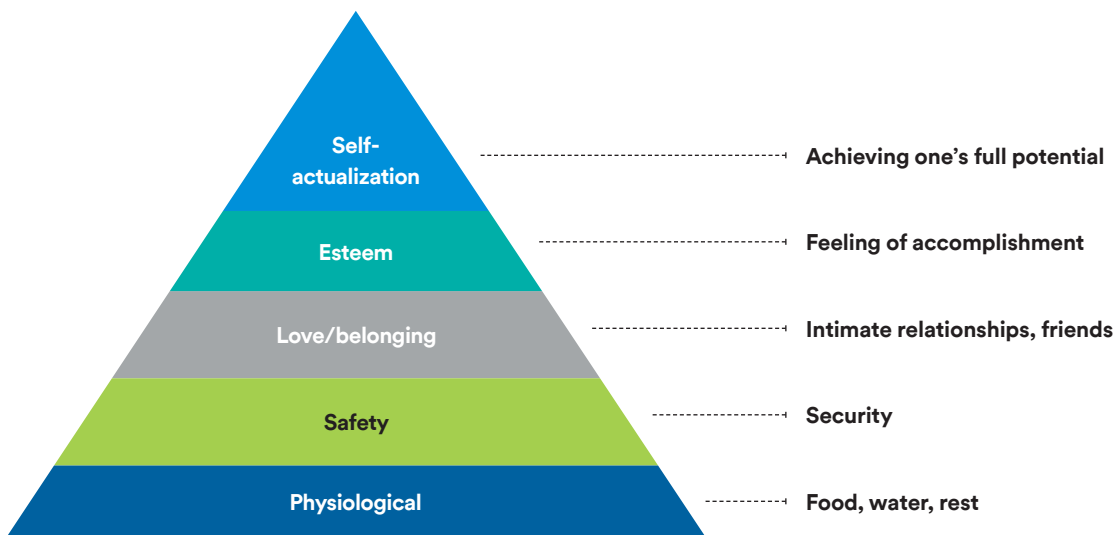 Self-
actualization
Achieving one’s full potential
Esteem
Feeling of accomplishment
Love/belonging
Intimate relationships, friends
Safety
Security
Physiological
Food, water, rest